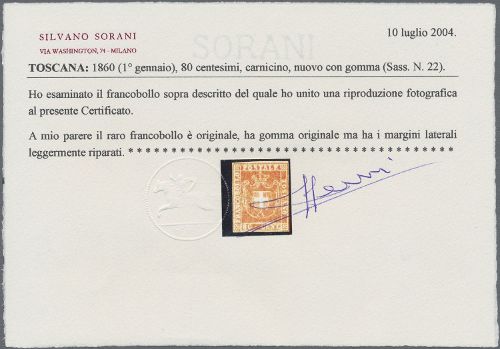 SILVANO SORANI
VIA WASHINGTON, 74 - MILANO
10 luglio 2004.
SORANI
TOSCANA: 1860 (1° gennaio), 80 centesimi, carnicino, nuovo con gomma (Sass. N. 22).
Ho esaminato il francobollo sopra descritto del quale ho unito una riproduzione fotografica
al presente Certificato.
A mio parere il raro francobollo è originale, ha gomma originale ma ha i margini laterali
leggermente riparati. * * * * * * * * * * * * * * * * * * * * * * * * * * * * * * * * * *